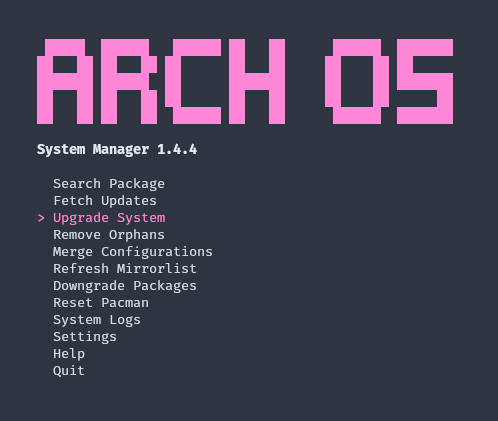 ARCH OS
System Manager 1.4.4
Search Package
Fetch Updates
> Upgrade System
Remove Orphans
Merge Configurations
Refresh Mirrorlist
Downgrade Packages
Reset Pacman
System Logs
Settings
Help
Quit